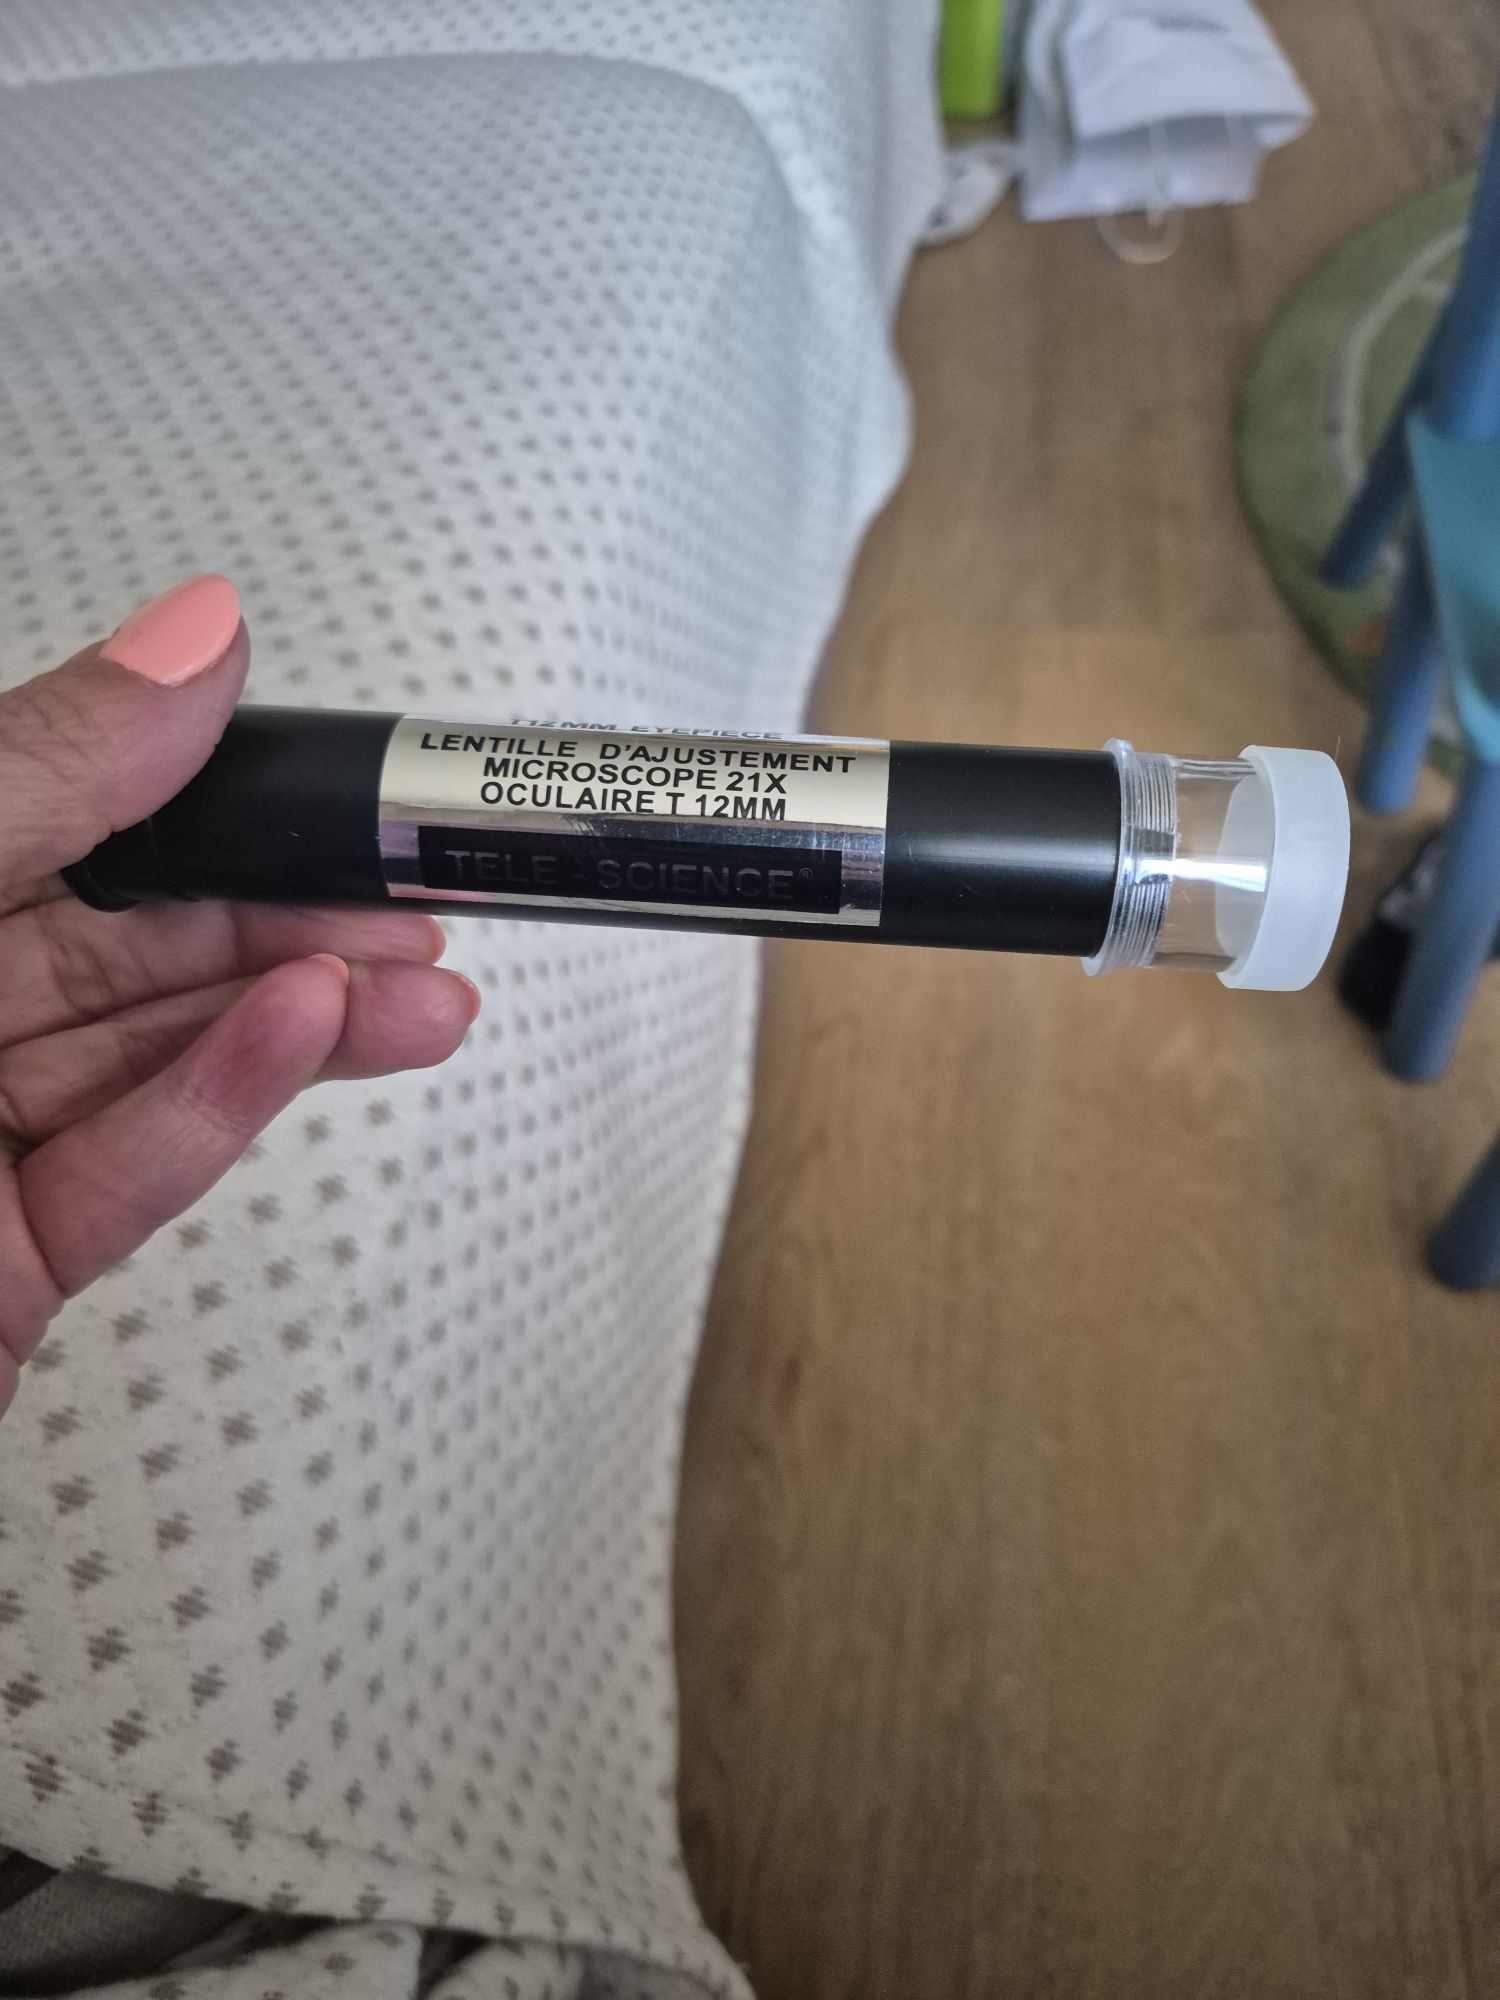 T12MM EYEPIECE
LENTILLE D'AJUSTEMENT
MICROSCOPE 21X
OCULAIRE T 12MM
TELE - SCIENCE®